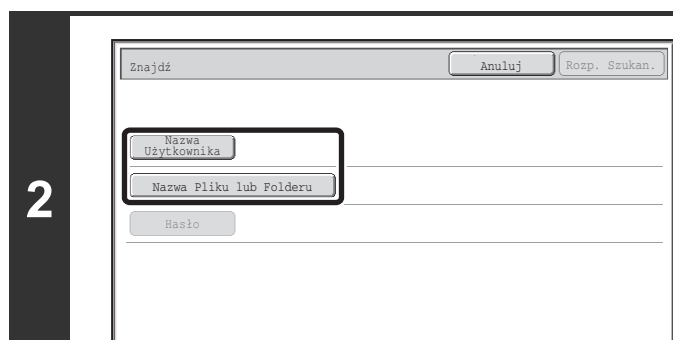 Znajdź
Anuluj
Rozp. Szukan.
Nazwa
Użytkownika
2
Nazwa Pliku lub Folderu
Hasło